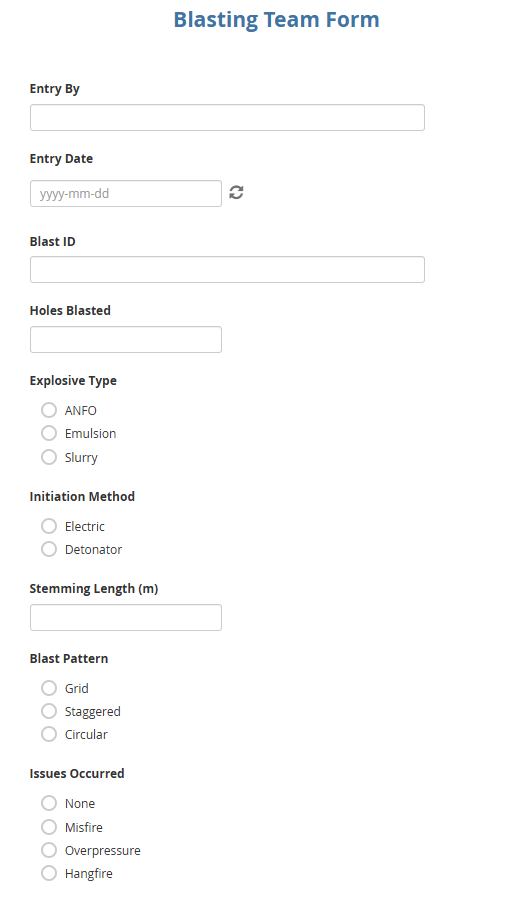 Blasting Team Form
Entry By
Entry Date
yyyy-mm-dd
Blast ID
Holes Blasted
Explosive Type
ANFO
Emulsion
Slurry
Initiation Method
Electric
Detonator
Stemming Length (m)
Blast Pattern
Grid
Staggered
Circular
Issues Occurred
None
Misfire
Overpressure
Hangfire